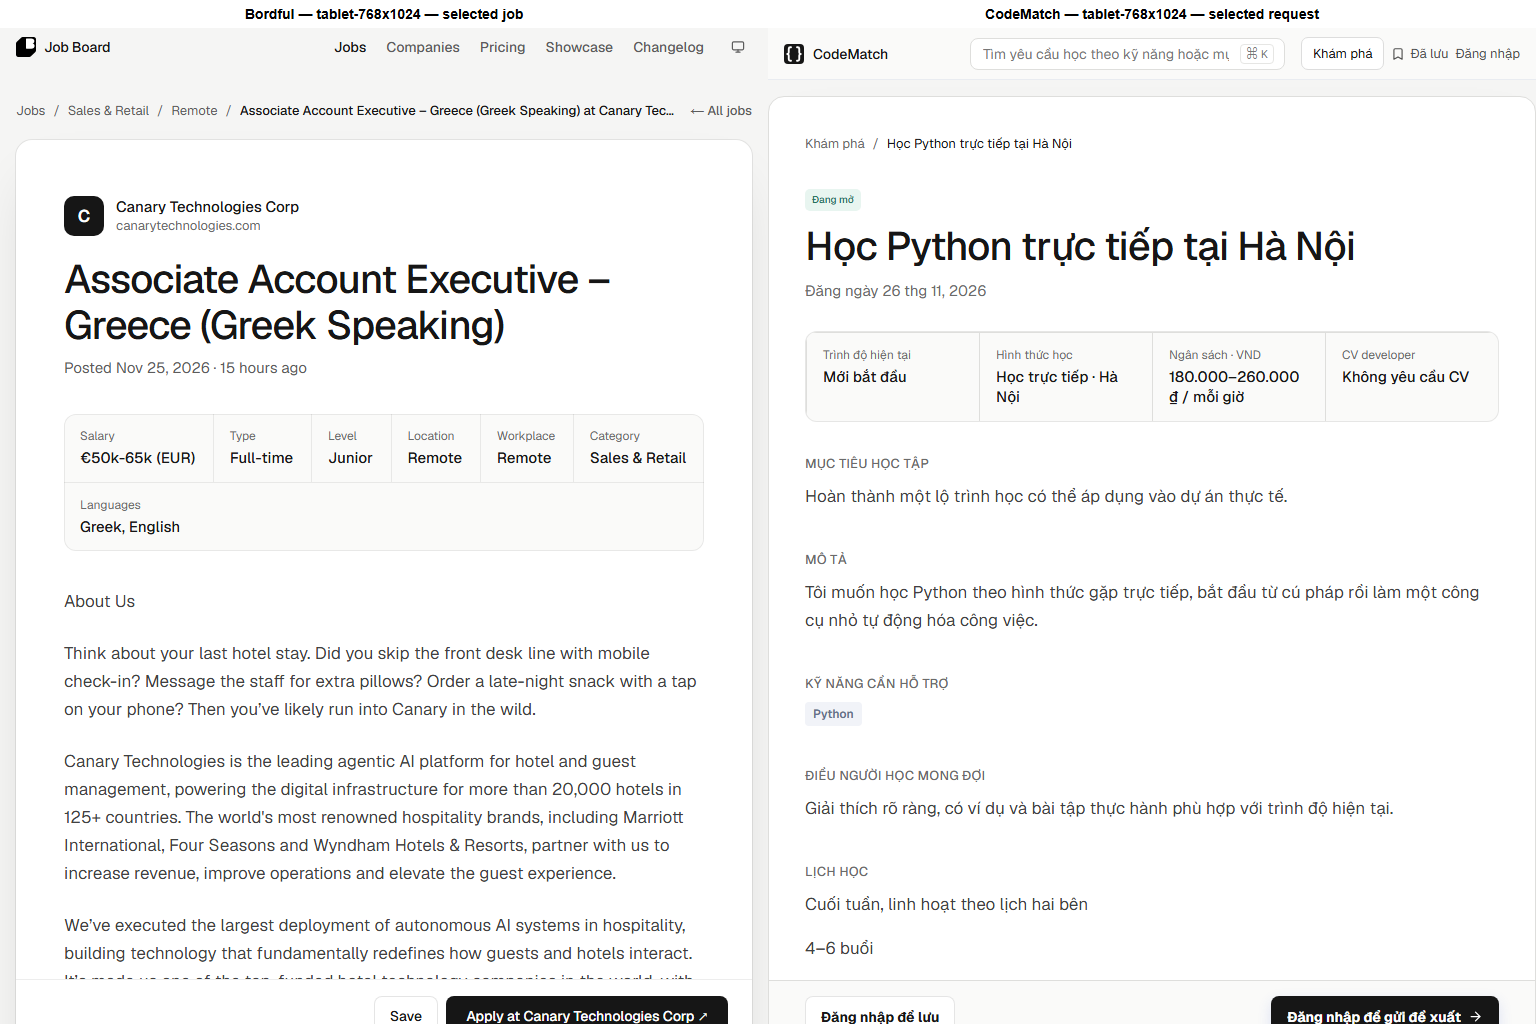 Bordful — tablet-768x1024 — selected job
Job Board
Jobs
Companies
Pricing
Showcase
Changelog
Jobs / Sales & Retail / Remote / Associate Account Executive – Greece (Greek Speaking) at Canary Tec...
← All jobs
C
Canary Technologies Corp
canarytechnologies.com
Associate Account Executive –
Greece (Greek Speaking)
Posted Nov 25, 2026 · 15 hours ago
Salary
€50k-65k (EUR)
Type
Full-time
Level
Junior
Location
Remote
Workplace
Remote
Category
Sales & Retail
Languages
Greek, English
About Us
Think about your last hotel stay. Did you skip the front desk line with mobile
check-in? Message the staff for extra pillows? Order a late-night snack with a tap
on your phone? Then you’ve likely run into Canary in the wild.
Canary Technologies is the leading agentic AI platform for hotel and guest
management, powering the digital infrastructure for more than 20,000 hotels in
125+ countries. The world's most renowned hospitality brands, including Marriott
International, Four Seasons and Wyndham Hotels & Resorts, partner with us to
increase revenue, improve operations and elevate the guest experience.
We’ve executed the largest deployment of autonomous AI systems in hospitality,
building technology that fundamentally redefines how guests and hotels interact.
Save
Apply at Canary Technologies Corp ↗
CodeMatch — tablet-768x1024 — selected request
CodeMatch
Tìm yêu cầu học theo kỹ năng hoặc mụ
⌘ K
Khám phá
Đã lưu
Đăng nhập
Khám phá / Học Python trực tiếp tại Hà Nội
Đang mở
Học Python trực tiếp tại Hà Nội
Đăng ngày 26 thg 11, 2026
Trình độ hiện tại
Mới bắt đầu
Hình thức học
Học trực tiếp · Hà
Nội
Ngân sách · VND
180.000–260.000
₫ / mỗi giờ
CV developer
Không yêu cầu CV
MỤC TIÊU HỌC TẬP
Hoàn thành một lộ trình học có thể áp dụng vào dự án thực tế.
MÔ TẢ
Tôi muốn học Python theo hình thức gặp trực tiếp, bắt đầu từ cú pháp rồi làm một công
cụ nhỏ tự động hóa công việc.
KỸ NĂNG CẦN HỖ TRỢ
Python
ĐIỀU NGƯỜI HỌC MONG ĐỢI
Giải thích rõ ràng, có ví dụ và bài tập thực hành phù hợp với trình độ hiện tại.
LỊCH HỌC
Cuối tuần, linh hoạt theo lịch hai bên
4–6 buổi
Đăng nhập để lưu
Đăng nhập để gửi đề xuất →